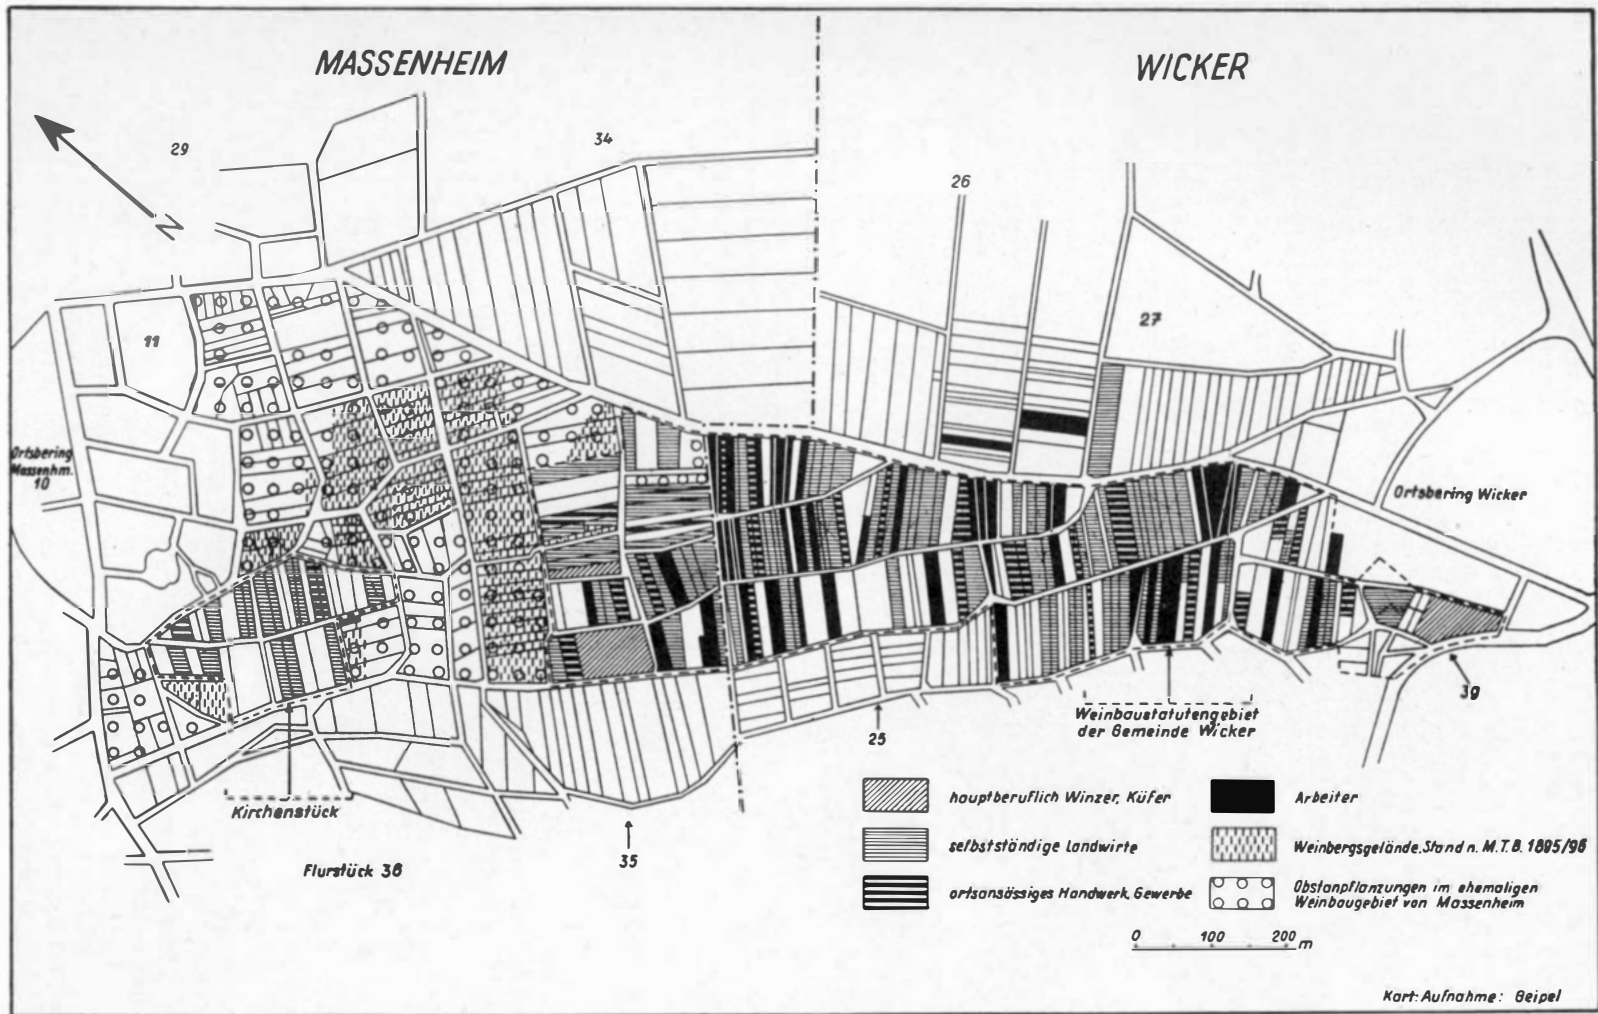 MASSENHEIM
WICKER
29
34
26
N
11
27
Ortsbering
Massenhm.
10
Ortsbering Wicker
39
Weinbaustatutengebiet
der Gemeinde Wicker
25
Kirchenstück
35
Flurstück 36
hauptberuflich Winzer, Küfer
Arbeiter
selbstständige Landwirte
Weinbergsgelände, Stand n. M.T.B. 1895/96
ortsansässiges Handwerk, Gewerbe
Obstanpflanzungen im ehemaligen
Weinbaugebiet von Massenheim
0 100 200 m
Kart: Aufnahme: Geipel